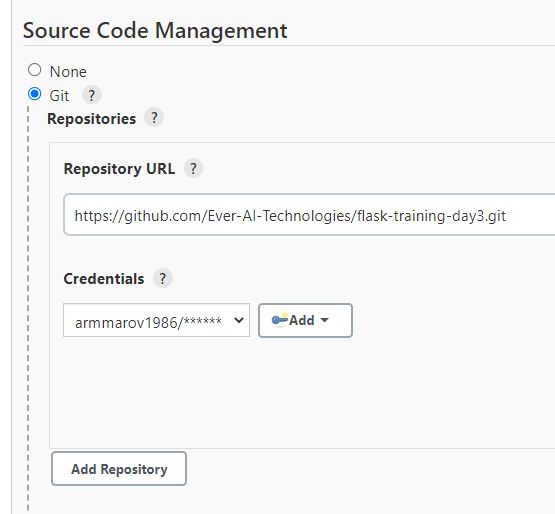 Source Code Management
None
Git ?
Repositories ?
Repository URL ?
https://github.com/Ever-AI-Technologies/flask-training-day3.git
Credentials ?
armmarov1986/****** Add
Add Repository